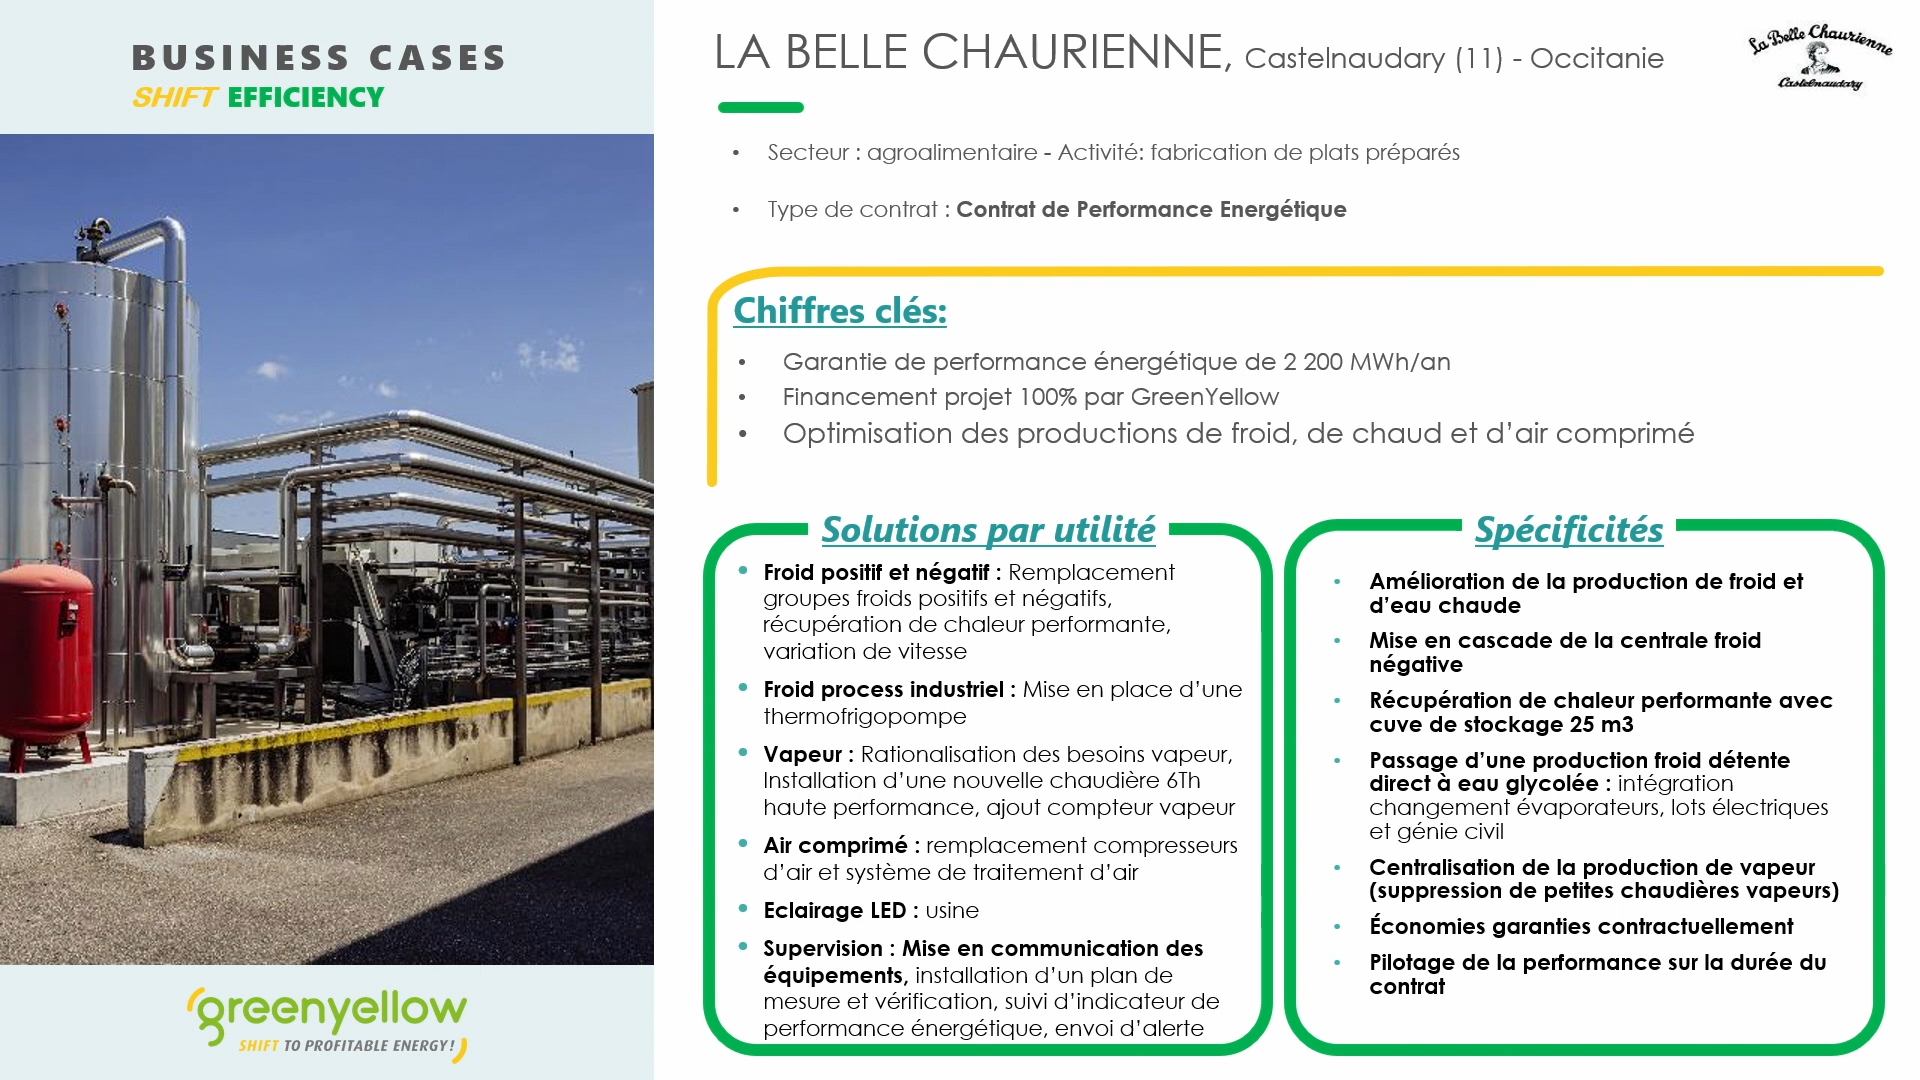 BUSINESS CASES
SHIFT EFFICIENCY
greenyellow
SHIFT TO PROFITABLE ENERGY!
LA BELLE CHAURIENNE, Castelnaudary (11) - Occitanie
La Belle Chaurienne
Castelnaudary
• Secteur : agroalimentaire - Activité: fabrication de plats préparés
• Type de contrat : Contrat de Performance Energétique
Chiffres clés:
• Garantie de performance énergétique de 2 200 MWh/an
• Financement projet 100% par GreenYellow
• Optimisation des productions de froid, de chaud et d’air comprimé
Solutions par utilité
• Froid positif et négatif : Remplacement
groupes froids positifs et négatifs,
récupération de chaleur performante,
variation de vitesse
• Froid process industriel : Mise en place d’une
thermofrigopompe
• Vapeur : Rationalisation des besoins vapeur,
Installation d’une nouvelle chaudière 6Th
haute performance, ajout compteur vapeur
• Air comprimé : remplacement compresseurs
d’air et système de traitement d’air
• Eclairage LED : usine
• Supervision : Mise en communication des
équipements, installation d’un plan de
mesure et vérification, suivi d’indicateur de
performance énergétique, envoi d’alerte
Spécificités
• Amélioration de la production de froid et
d’eau chaude
• Mise en cascade de la centrale froid
négative
• Récupération de chaleur performante avec
cuve de stockage 25 m3
• Passage d’une production froid détente
direct à eau glycolée : intégration
changement évaporateurs, lots électriques
et génie civil
• Centralisation de la production de vapeur
(suppression de petites chaudières vapeurs)
• Économies garanties contractuellement
• Pilotage de la performance sur la durée du
contrat